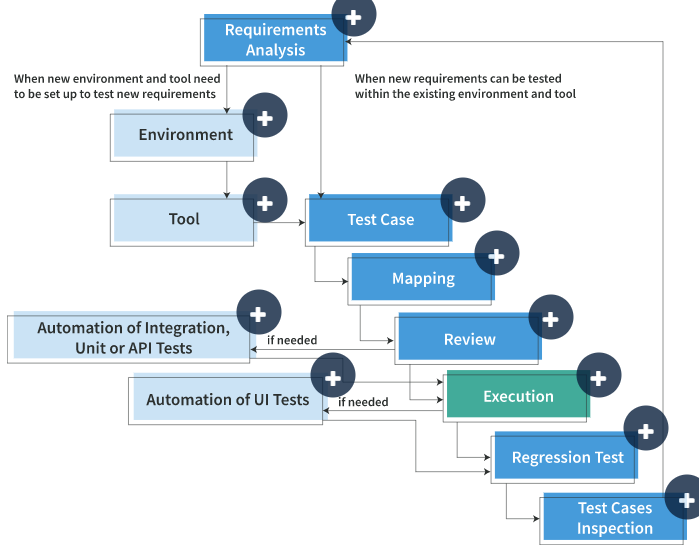 Requirements
Analysis
When new environment and tool need
to be set up to test new requirements
When new requirements can be tested
within the existing environment and tool
Environment
Tool
Test Case
Mapping
Automation of Integration,
Unit or API Tests
if needed
Review
Automation of UI Tests
if needed
Execution
Regression Test
Test Cases
Inspection